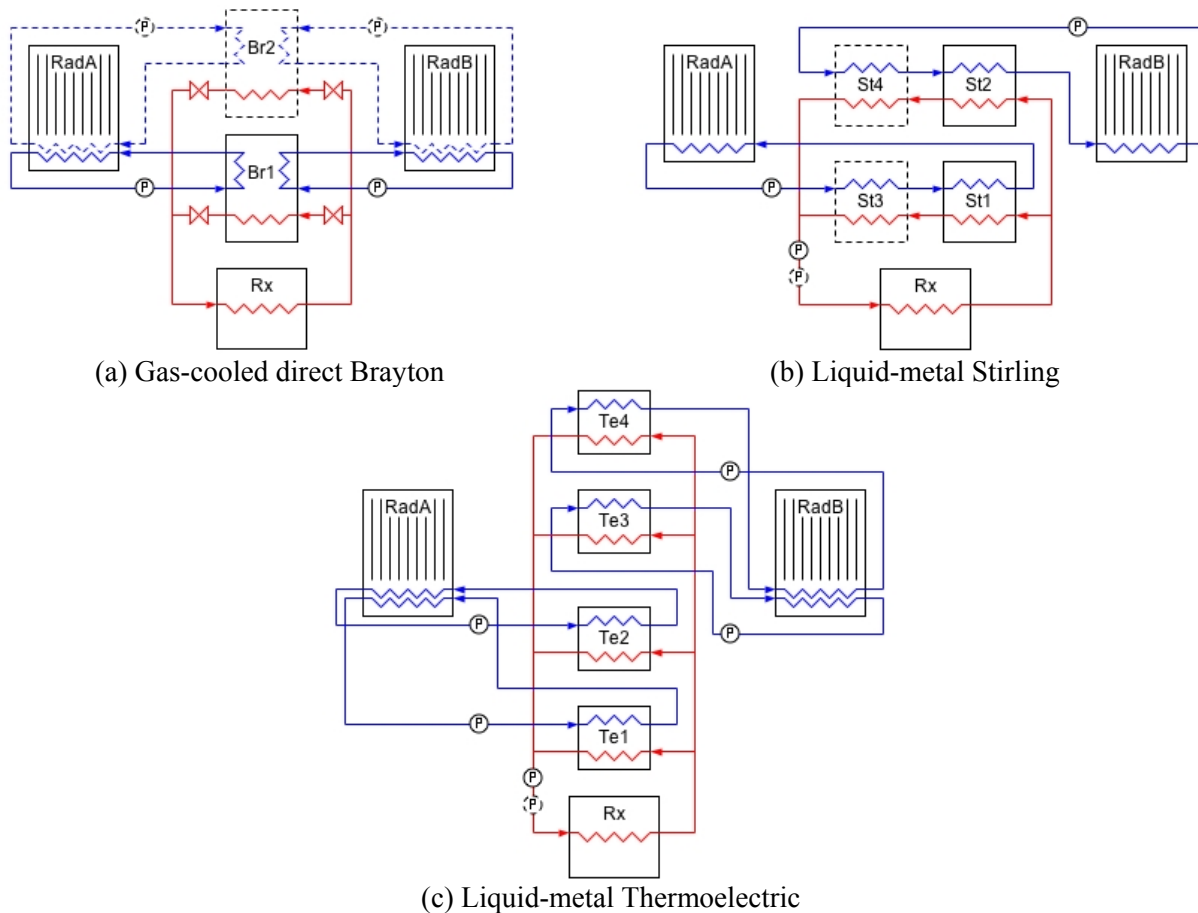 P Br2 P
RadA RadB
Br1
P P
Rx
(a) Gas-cooled direct Brayton
P
RadA RadB
St4 St2
P St3 St1
P
P
Rx
(b) Liquid-metal Stirling
Te4
P
RadA Te3 RadB
P Te2 P
P Te1
P
P
Rx
(c) Liquid-metal Thermoelectric